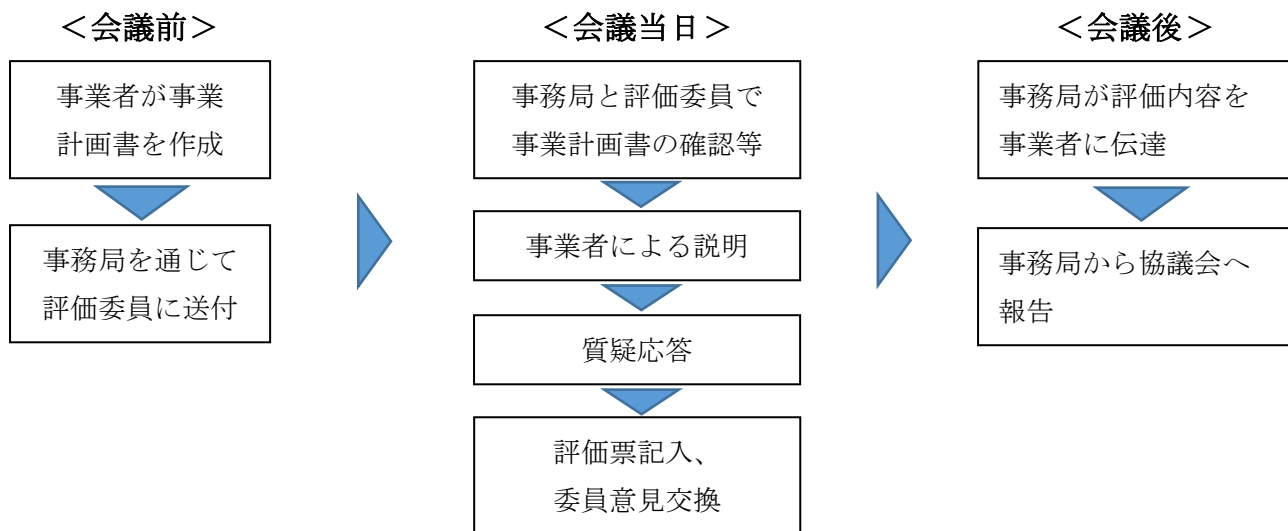 ＜会議前＞
事業者が事業
計画書を作成
事務局を通じて
評価委員に送付
＜会議当日＞
事務局と評価委員で
事業計画書の確認等
事業者による説明
質疑応答
評価票記入、
委員意見交換
＜会議後＞
事務局が評価内容を
事業者に伝達
事務局から協議会へ
報告